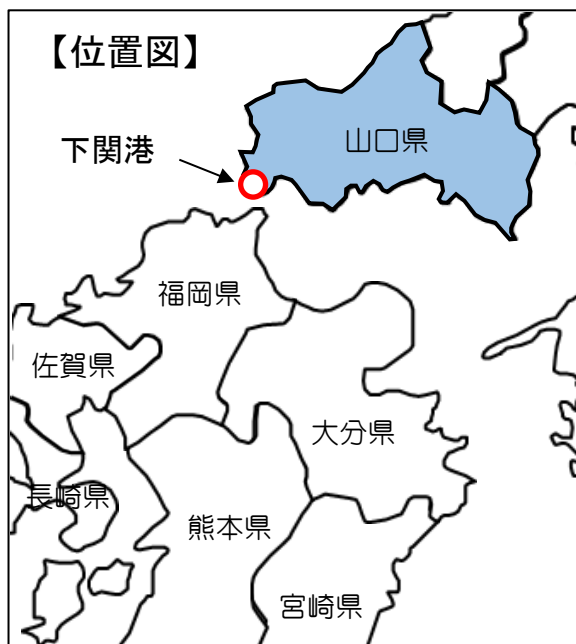 【位置図】
下関港
山口県
福岡県
佐賀県
大分県
長崎県
熊本県
宮崎県